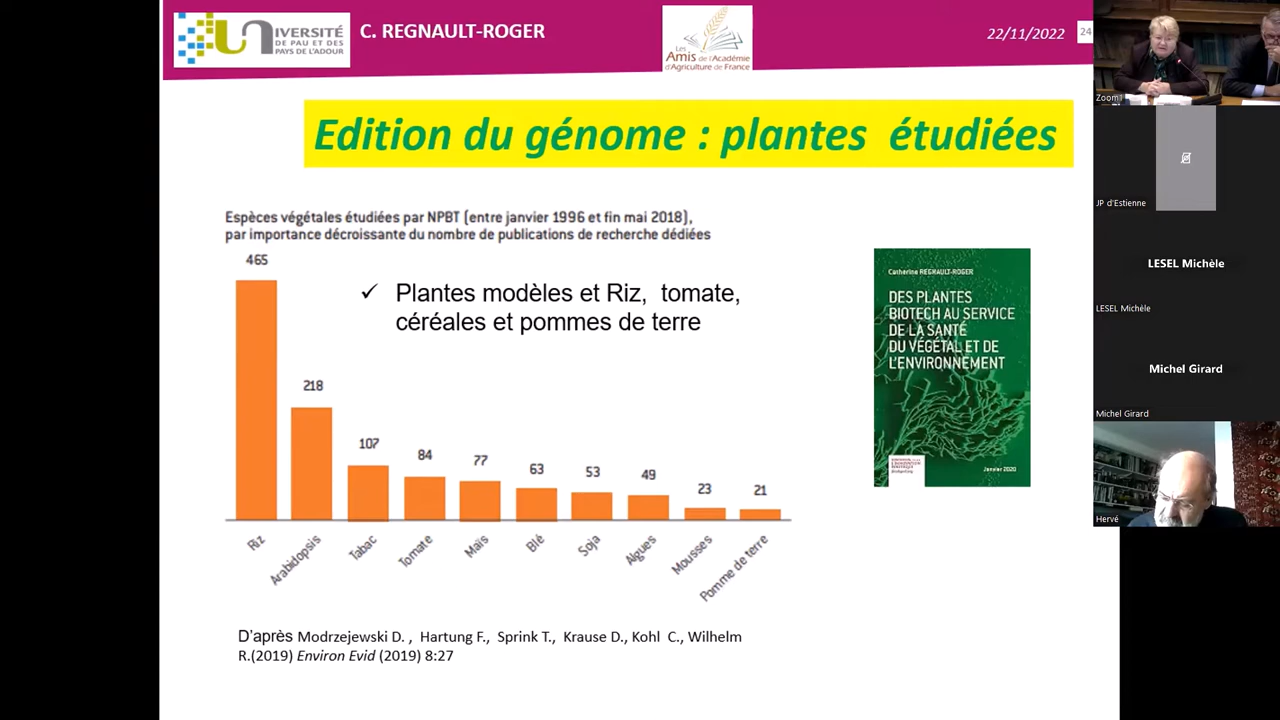 UNIVERSITÉ
DE PAU ET DES
PAYS DE L'ADOUR
C. REGNAULT-ROGER
Les
Amis de l'Académie
d'Agriculture de France
22/11/2022
24
Edition du génome : plantes étudiées
Espèces végétales étudiées par NPBT (entre janvier 1996 et fin mai 2018),
par importance décroissante du nombre de publications de recherche dédiées
465
218
107
84
77
63
53
49
23
21
✓ Plantes modèles et Riz, tomate,
céréales et pommes de terre
Riz
Arabidopsis
Tabac
Tomate
Maïs
Blé
Soja
Algues
Mousses
Pomme de terre
Catherine REGNAULT-ROGER
DES PLANTES
BIOTECH AU SERVICE
DE LA SANTÉ
DU VÉGÉTAL ET DE
L'ENVIRONNEMENT
Janvier 2020
D'après Modrzejewski D. , Hartung F., Sprink T., Krause D., Kohl C., Wilhelm
R.(2019) Environ Evid (2019) 8:27
Zoom1
JP d'Estienne
LESEL Michèle
LESEL Michèle
Michel Girard
Michel Girard
Hervé